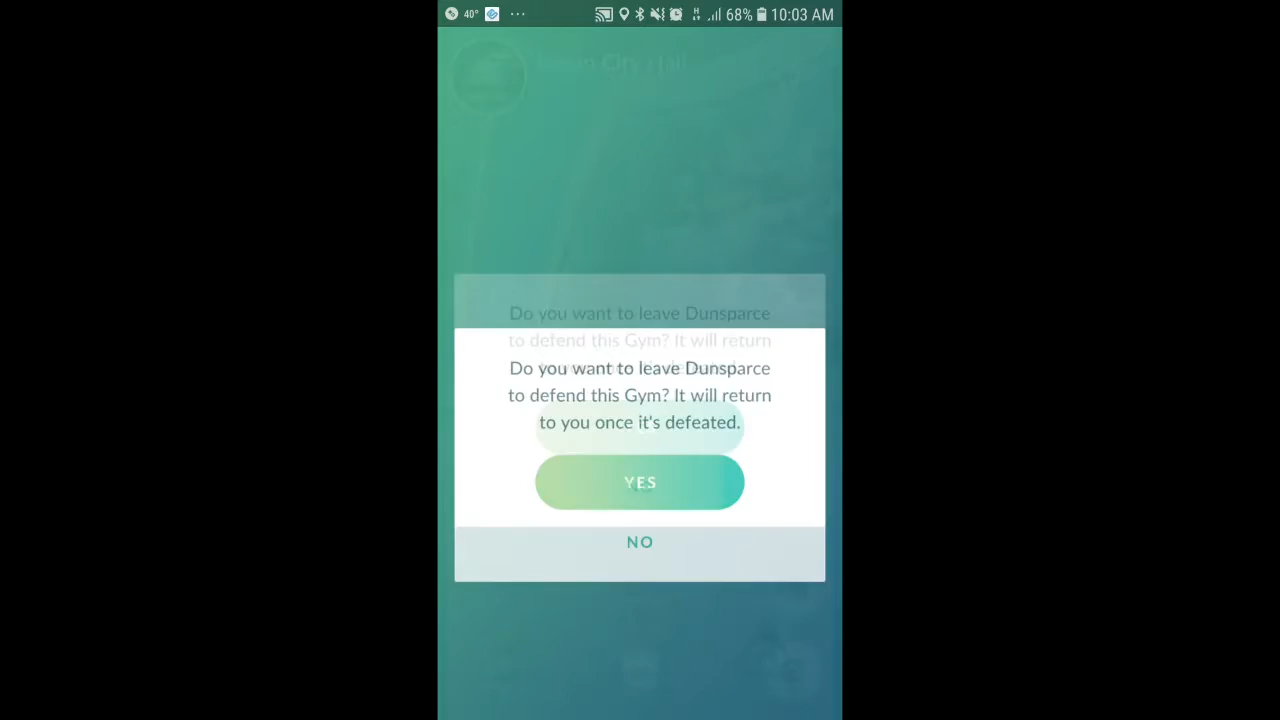 40° ... 68% 10:03 AM
City Hall
Do you want to leave Dunsparce
to defend this Gym? It will return
Do you want to leave Dunsparce
to defend this Gym? It will return
to you once it's defeated.
YES
NO